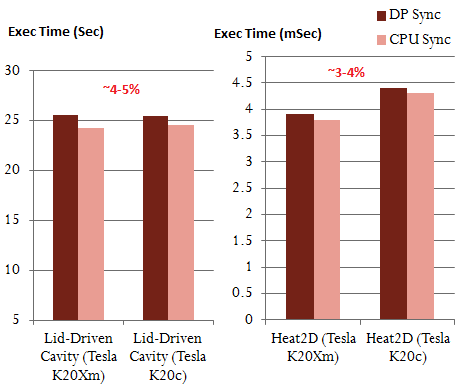 DP Sync
CPU Sync
Exec Time (Sec)
~4-5%
30
25
20
15
10
5
Lid-Driven
Cavity (Tesla
K20Xm)
Lid-Driven
Cavity (Tesla
K20c)
Exec Time (mSec)
~3-4%
5
4.5
4
3.5
3
2.5
2
1.5
1
0.5
0
Heat2D (Tesla
K20Xm)
Heat2D (Tesla
K20c)